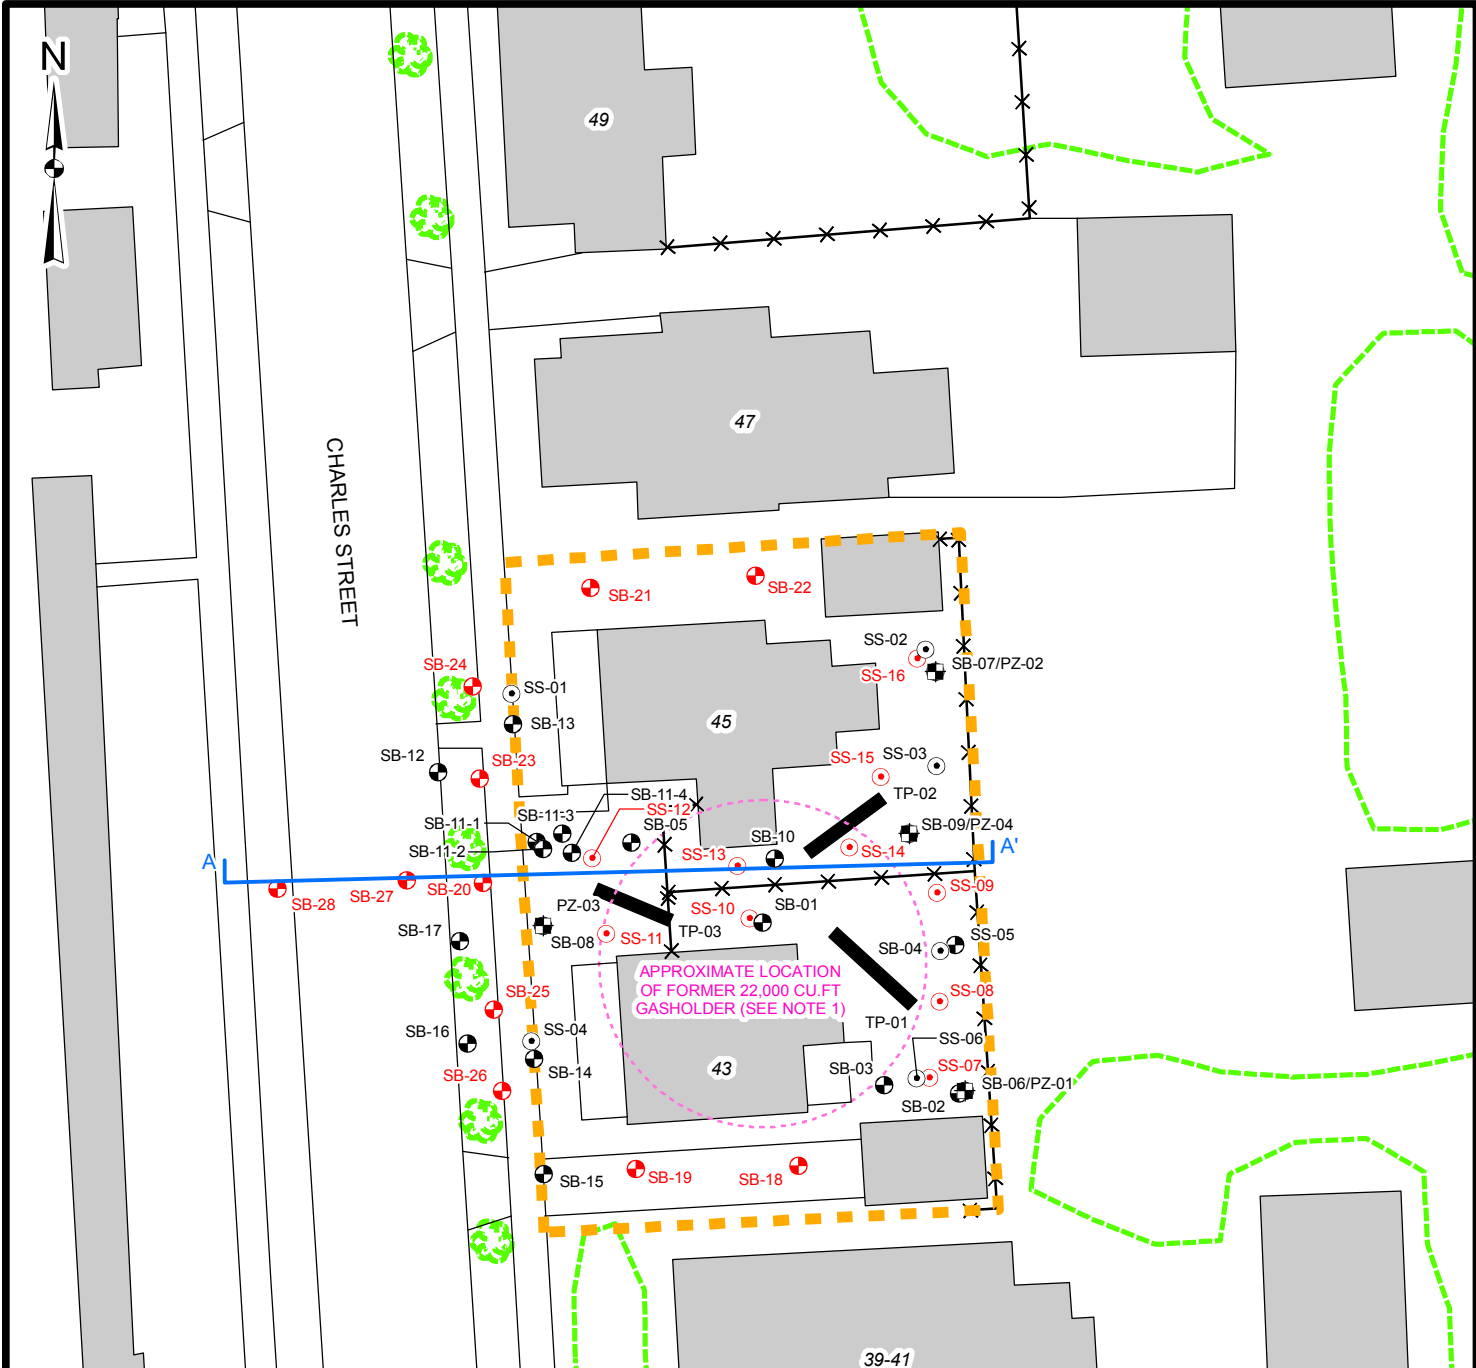 N
49
47
CHARLES STREET
SB-21
SB-22
SS-02
SS-16
SB-07/PZ-02
SB-24
SS-01
SB-13
45
SB-12
SB-23
SS-15
SS-03
TP-02
SB-11-4
SS-12
SB-11-3
SB-11-1
SB-11-2
SB-05
SB-10
SB-09/PZ-04
SS-14
SS-13
A
A'
SB-28
SB-27
SB-20
SS-09
PZ-03
SB-08
SS-11
TP-03
SS-10
SB-01
SB-17
SB-04
SS-05
APPROXIMATE LOCATION
OF FORMER 22,000 CU.FT
GASHOLDER (SEE NOTE 1)
SB-25
SS-08
TP-01
SB-16
SS-04
SB-14
SS-06
43
SB-03
SS-07
SB-06/PZ-01
SB-02
SB-26
SB-15
SB-19
SB-18
39-41